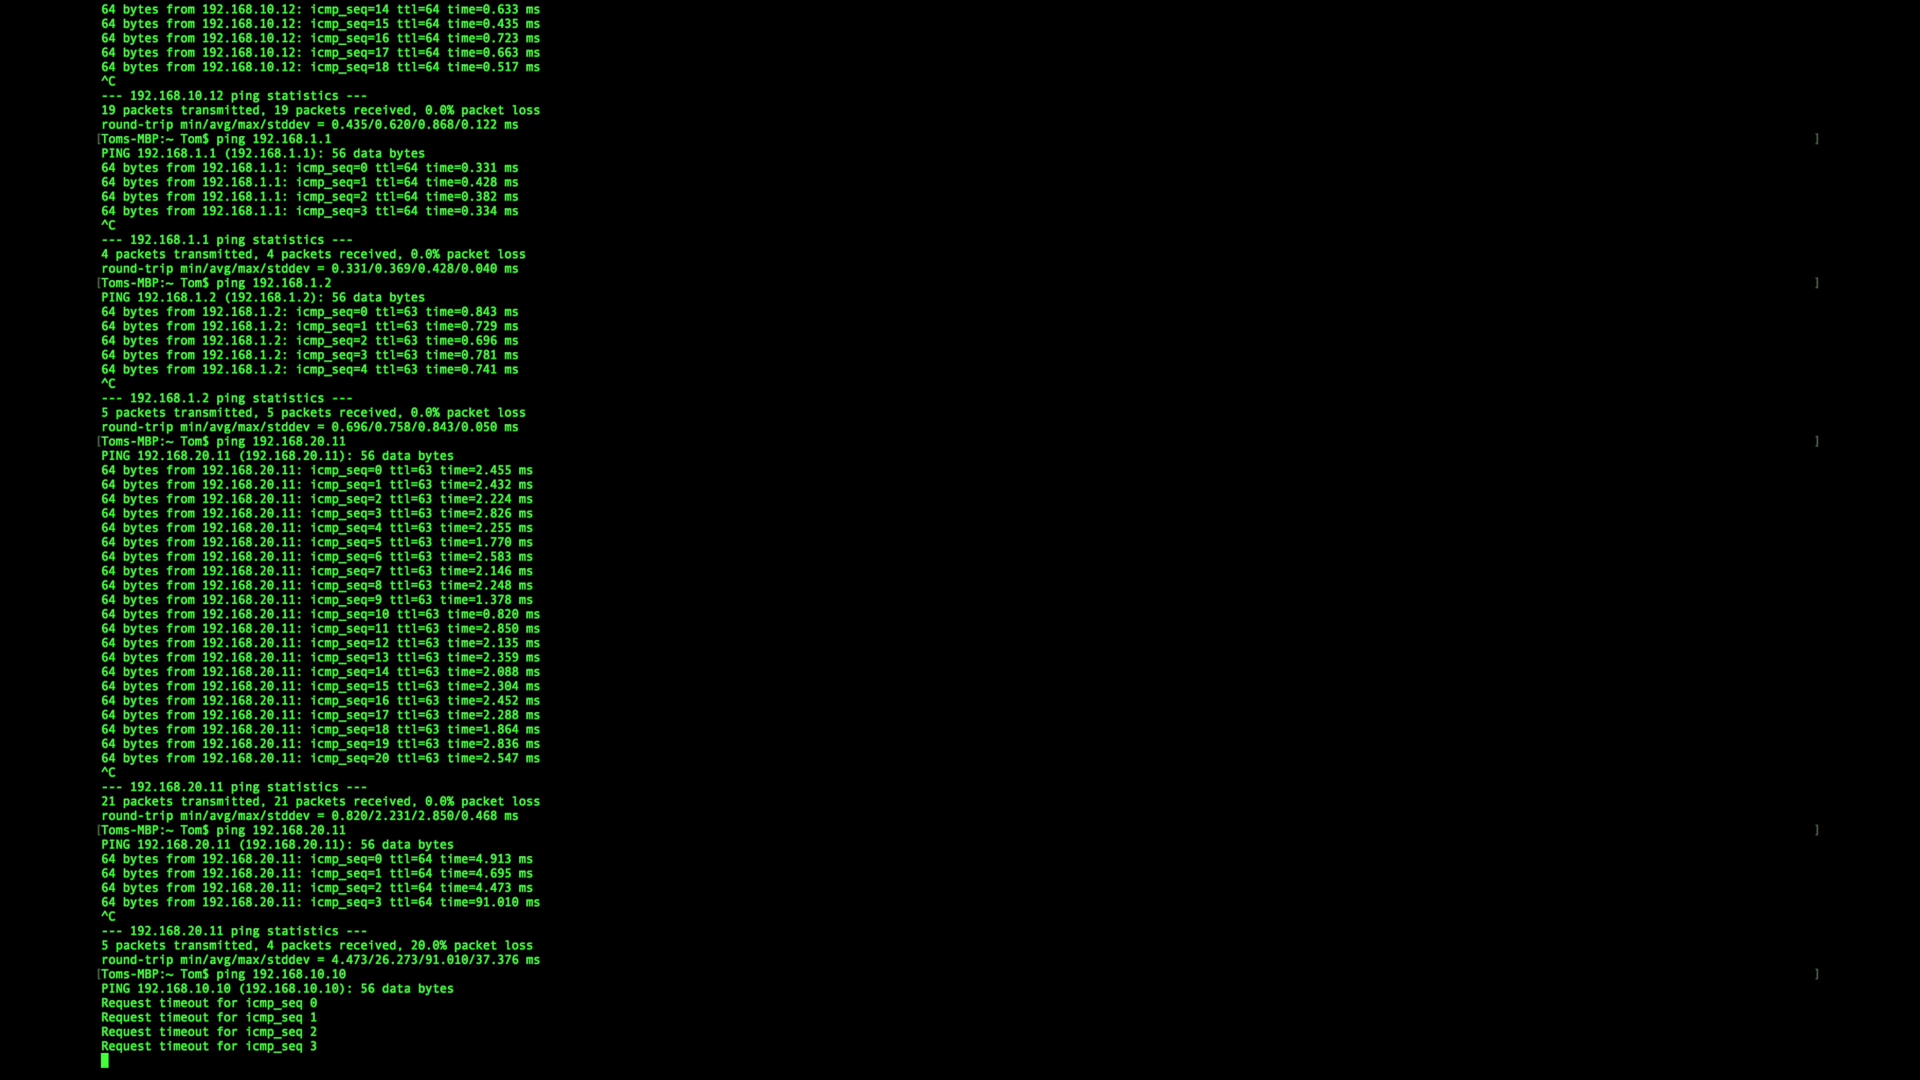 64 bytes from 192.168.10.12: icmp_seq=14 ttl=64 time=0.633 ms
64 bytes from 192.168.10.12: icmp_seq=15 ttl=64 time=0.435 ms
64 bytes from 192.168.10.12: icmp_seq=16 ttl=64 time=0.723 ms
64 bytes from 192.168.10.12: icmp_seq=17 ttl=64 time=0.663 ms
64 bytes from 192.168.10.12: icmp_seq=18 ttl=64 time=0.517 ms
^C
--- 192.168.10.12 ping statistics ---
19 packets transmitted, 19 packets received, 0.0% packet loss
round-trip min/avg/max/stddev = 0.435/0.620/0.868/0.122 ms
[Toms-MBP:~ Tom$ ping 192.168.1.1 ]
PING 192.168.1.1 (192.168.1.1): 56 data bytes
64 bytes from 192.168.1.1: icmp_seq=0 ttl=64 time=0.331 ms
64 bytes from 192.168.1.1: icmp_seq=1 ttl=64 time=0.428 ms
64 bytes from 192.168.1.1: icmp_seq=2 ttl=64 time=0.382 ms
64 bytes from 192.168.1.1: icmp_seq=3 ttl=64 time=0.334 ms
^C
--- 192.168.1.1 ping statistics ---
4 packets transmitted, 4 packets received, 0.0% packet loss
round-trip min/avg/max/stddev = 0.331/0.369/0.428/0.040 ms
[Toms-MBP:~ Tom$ ping 192.168.1.2 ]
PING 192.168.1.2 (192.168.1.2): 56 data bytes
64 bytes from 192.168.1.2: icmp_seq=0 ttl=63 time=0.843 ms
64 bytes from 192.168.1.2: icmp_seq=1 ttl=63 time=0.729 ms
64 bytes from 192.168.1.2: icmp_seq=2 ttl=63 time=0.696 ms
64 bytes from 192.168.1.2: icmp_seq=3 ttl=63 time=0.781 ms
64 bytes from 192.168.1.2: icmp_seq=4 ttl=63 time=0.741 ms
^C
--- 192.168.1.2 ping statistics ---
5 packets transmitted, 5 packets received, 0.0% packet loss
round-trip min/avg/max/stddev = 0.696/0.758/0.843/0.050 ms
[Toms-MBP:~ Tom$ ping 192.168.20.11 ]
PING 192.168.20.11 (192.168.20.11): 56 data bytes
64 bytes from 192.168.20.11: icmp_seq=0 ttl=63 time=2.455 ms
64 bytes from 192.168.20.11: icmp_seq=1 ttl=63 time=2.432 ms
64 bytes from 192.168.20.11: icmp_seq=2 ttl=63 time=2.224 ms
64 bytes from 192.168.20.11: icmp_seq=3 ttl=63 time=2.826 ms
64 bytes from 192.168.20.11: icmp_seq=4 ttl=63 time=2.255 ms
64 bytes from 192.168.20.11: icmp_seq=5 ttl=63 time=1.770 ms
64 bytes from 192.168.20.11: icmp_seq=6 ttl=63 time=2.583 ms
64 bytes from 192.168.20.11: icmp_seq=7 ttl=63 time=2.146 ms
64 bytes from 192.168.20.11: icmp_seq=8 ttl=63 time=2.248 ms
64 bytes from 192.168.20.11: icmp_seq=9 ttl=63 time=1.378 ms
64 bytes from 192.168.20.11: icmp_seq=10 ttl=63 time=0.820 ms
64 bytes from 192.168.20.11: icmp_seq=11 ttl=63 time=2.850 ms
64 bytes from 192.168.20.11: icmp_seq=12 ttl=63 time=2.135 ms
64 bytes from 192.168.20.11: icmp_seq=13 ttl=63 time=2.359 ms
64 bytes from 192.168.20.11: icmp_seq=14 ttl=63 time=2.088 ms
64 bytes from 192.168.20.11: icmp_seq=15 ttl=63 time=2.304 ms
64 bytes from 192.168.20.11: icmp_seq=16 ttl=63 time=2.452 ms
64 bytes from 192.168.20.11: icmp_seq=17 ttl=63 time=2.288 ms
64 bytes from 192.168.20.11: icmp_seq=18 ttl=63 time=1.864 ms
64 bytes from 192.168.20.11: icmp_seq=19 ttl=63 time=2.836 ms
64 bytes from 192.168.20.11: icmp_seq=20 ttl=63 time=2.547 ms
^C
--- 192.168.20.11 ping statistics ---
21 packets transmitted, 21 packets received, 0.0% packet loss
round-trip min/avg/max/stddev = 0.820/2.231/2.850/0.468 ms
[Toms-MBP:~ Tom$ ping 192.168.20.11 ]
PING 192.168.20.11 (192.168.20.11): 56 data bytes
64 bytes from 192.168.20.11: icmp_seq=0 ttl=64 time=4.913 ms
64 bytes from 192.168.20.11: icmp_seq=1 ttl=64 time=4.695 ms
64 bytes from 192.168.20.11: icmp_seq=2 ttl=64 time=4.473 ms
64 bytes from 192.168.20.11: icmp_seq=3 ttl=64 time=91.010 ms
^C
--- 192.168.20.11 ping statistics ---
5 packets transmitted, 4 packets received, 20.0% packet loss
round-trip min/avg/max/stddev = 4.473/26.273/91.010/37.376 ms
[Toms-MBP:~ Tom$ ping 192.168.10.10 ]
PING 192.168.10.10 (192.168.10.10): 56 data bytes
Request timeout for icmp_seq 0
Request timeout for icmp_seq 1
Request timeout for icmp_seq 2
Request timeout for icmp_seq 3